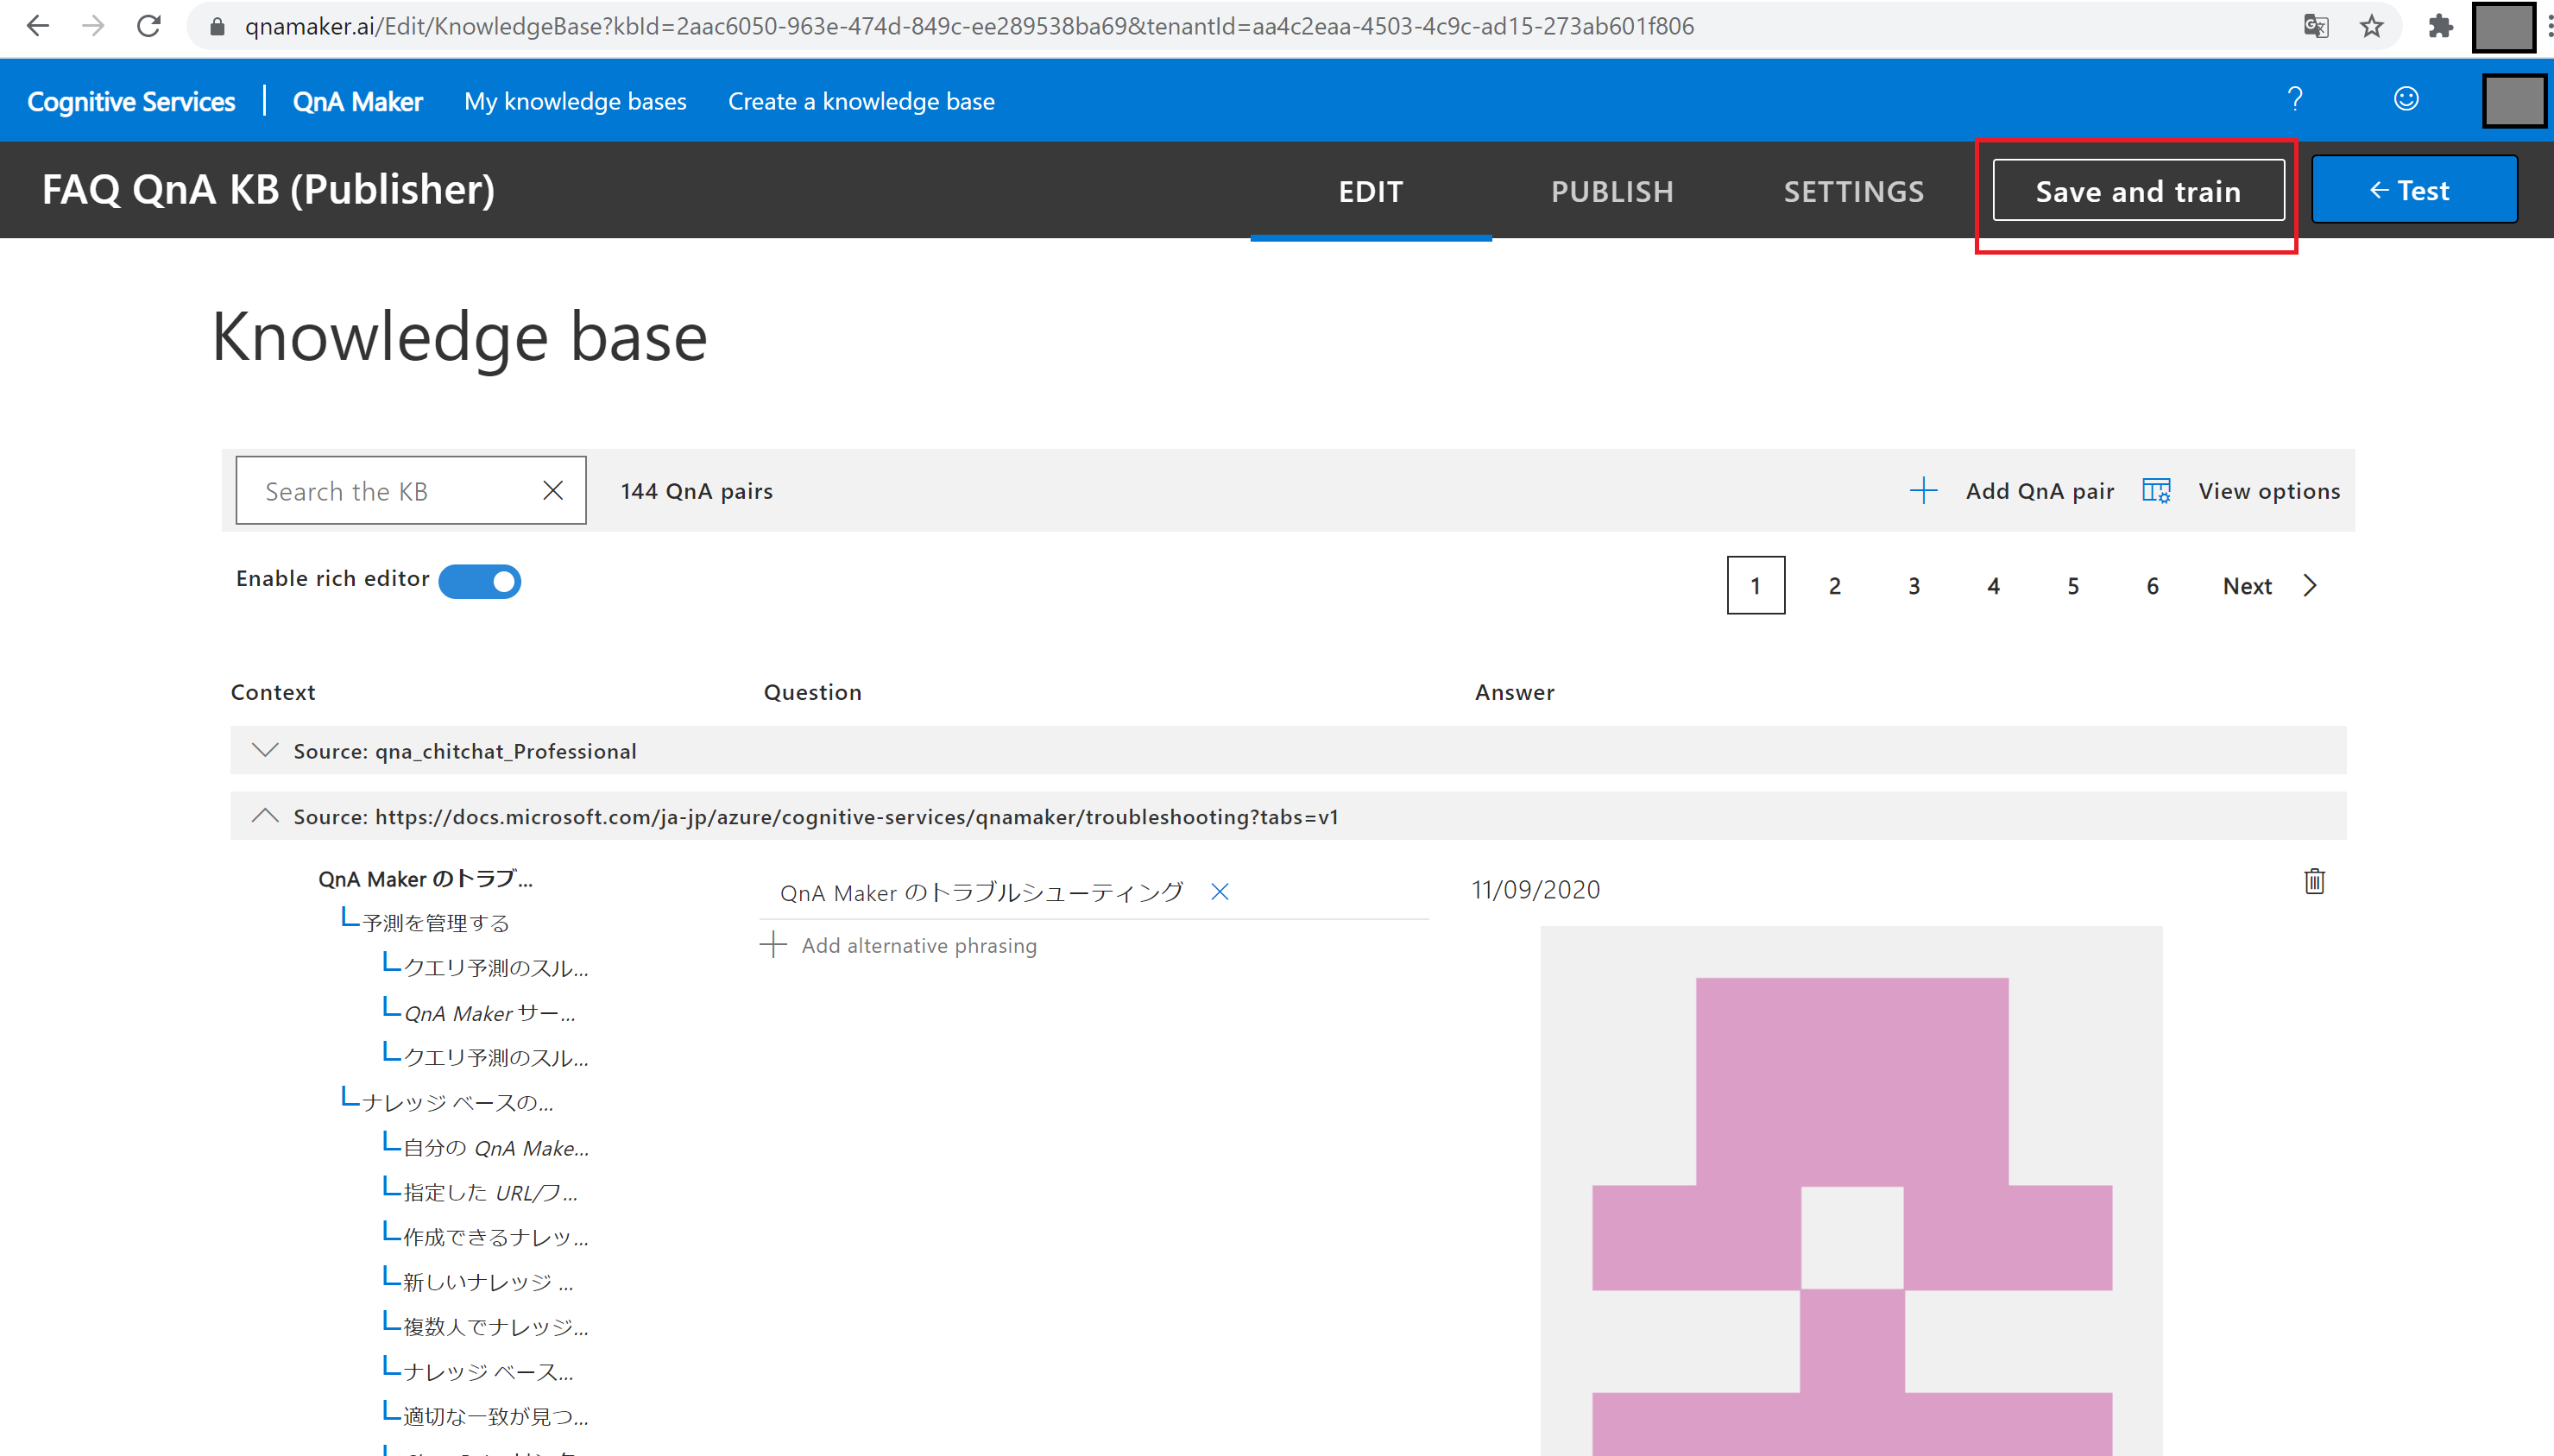 qnamaker.ai/Edit/KnowledgeBase?kbId=2aac6050-963e-474d-849c-ee289538ba69&tenantId=aa4c2eaa-4503-4c9c-ad15-273ab601f806
Cognitive Services | QnA Maker My knowledge bases Create a knowledge base ?
FAQ QnA KB (Publisher) EDIT PUBLISH SETTINGS Save and train ← Test
Knowledge base
Search the KB 144 QnA pairs Add QnA pair View options
Enable rich editor 1 2 3 4 5 6 Next
Context Question Answer
Source: qna_chitchat_Professional
Source: https://docs.microsoft.com/ja-jp/azure/cognitive-services/qnamaker/troubleshooting?tabs=v1
QnA Maker のトラブ... QnA Maker のトラブルシューティング 11/09/2020
予測を管理する
Add alternative phrasing
クエリ予測のスル...
QnA Maker サー...
クエリ予測のスル...
ナレッジ ベースの...
自分の QnA Make...
指定した URL/フ...
作成できるナレッ...
新しいナレッジ ...
複数人でナレッジ...
ナレッジ ベース...
適切な一致が見つ...